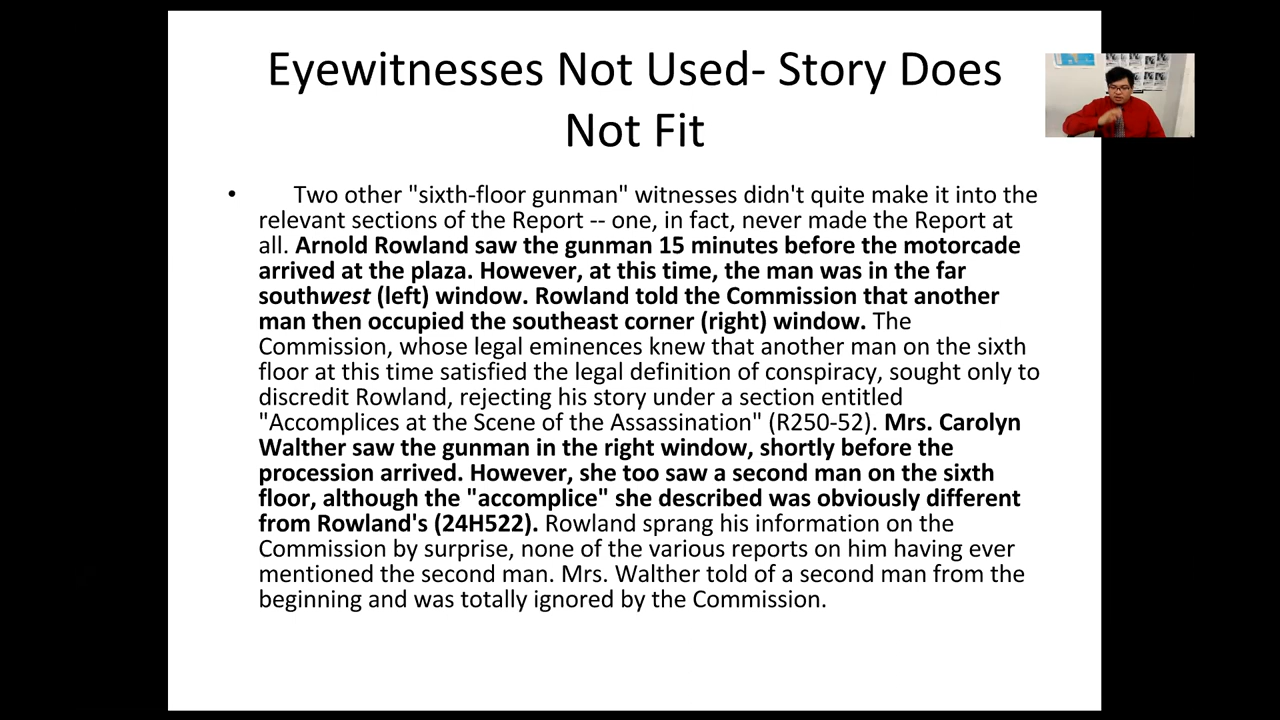 Eyewitnesses Not Used- Story Does
Not Fit
• Two other "sixth-floor gunman" witnesses didn't quite make it into the
relevant sections of the Report -- one, in fact, never made the Report at
all. Arnold Rowland saw the gunman 15 minutes before the motorcade
arrived at the plaza. However, at this time, the man was in the far
southwest (left) window. Rowland told the Commission that another
man then occupied the southeast corner (right) window. The
Commission, whose legal eminences knew that another man on the sixth
floor at this time satisfied the legal definition of conspiracy, sought only to
discredit Rowland, rejecting his story under a section entitled
"Accomplices at the Scene of the Assassination" (R250-52). Mrs. Carolyn
Walther saw the gunman in the right window, shortly before the
procession arrived. However, she too saw a second man on the sixth
floor, although the "accomplice" she described was obviously different
from Rowland's (24H522). Rowland sprang his information on the
Commission by surprise, none of the various reports on him having ever
mentioned the second man. Mrs. Walther told of a second man from the
beginning and was totally ignored by the Commission.